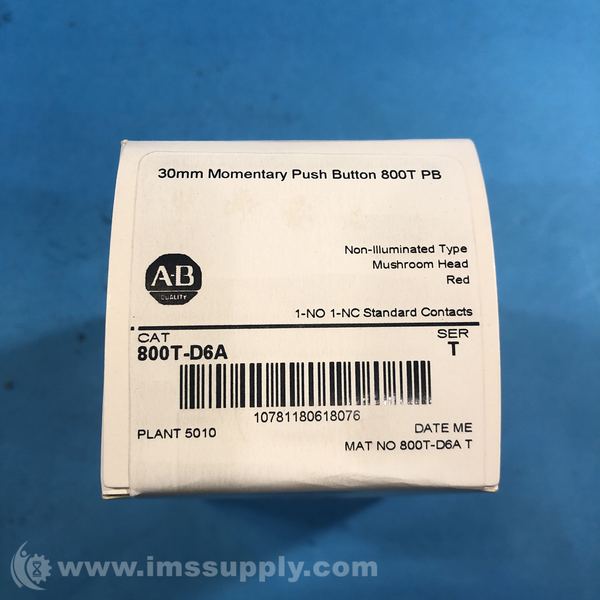 30mm Momentary Push Button 800T PB
Non-Illuminated Type
Mushroom Head
Red
A-B
QUALITY
1-NO 1-NC Standard Contacts
CAT
SER
800T-D6A
T
10781180618076
PLANT 5010
DATE ME
MAT NO 800T-D6A T
www.imssupply.com